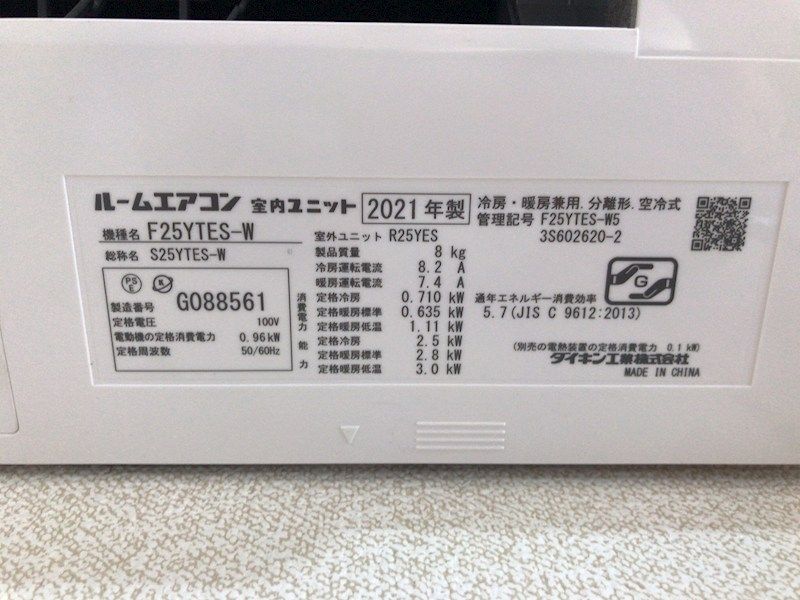 ルームエアコン 室内ユニット 2021年製
冷房・暖房兼用. 分離形. 空冷式
管理記号 F25YTES-W5
3S602620-2
機種名 F25YTES-W
総称名 S25YTES-W
PS
E
製造番号 G088561
定格電圧 100V
電動機の定格消費電力 0.96kW
定格周波数 50/60Hz
室外ユニット R25YES
製品質量 8 kg
冷房運転電流 8.2 A
暖房運転電流 7.4 A
消費電力
定格冷房 0.710 kW
定格暖房標準 0.635 kW
定格暖房低温 1.11 kW
能力
定格冷房 2.5 kW
定格暖房標準 2.8 kW
定格暖房低温 3.0 kW
G
通年エネルギー消費効率
5.7(JIS C 9612:2013)
(別売の電熱装置の定格消費電力 0.1 kW)
ダイキン工業株式会社
MADE IN CHINA